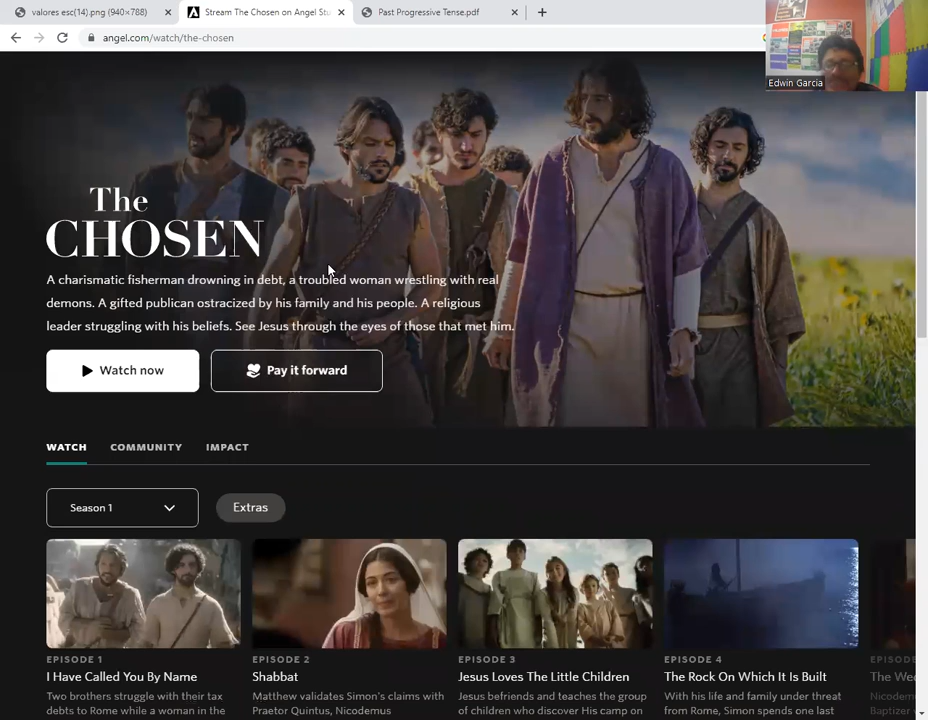 valores esc(14).png (940×788)
Stream The Chosen on Angel Stu
Past Progressive Tense.pdf
angel.com/watch/the-chosen
Edwin Garcia
The
CHOSEN
A charismatic fisherman drowning in debt, a troubled woman wrestling with real
demons. A gifted publican ostracized by his family and his people. A religious
leader struggling with his beliefs. See Jesus through the eyes of those that met him.
Watch now
Pay it forward
WATCH
COMMUNITY
IMPACT
Season 1
Extras
EPISODE 1
EPISODE 2
EPISODE 3
EPISODE 4
EPISODE
I Have Called You By Name
Shabbat
Jesus Loves The Little Children
The Rock On Which It Is Built
The We
Two brothers struggle with their tax
Matthew validates Simon's claims with
Jesus befriends and teaches the group
With his life and family under threat
Nicodem
debts to Rome while a woman in the
Praetor Quintus, Nicodemus
of children who discover His camp on
from Rome, Simon spends one last
Baptizer